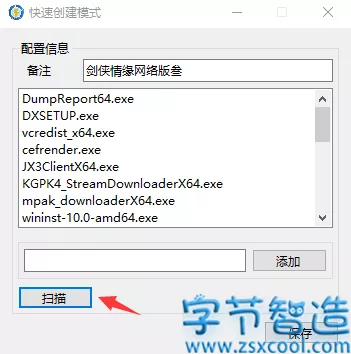 快速创建模式
配置信息
备注 剑侠情缘网络版叁
DumpReport64.exe
DXSETUP.exe
vcredist_x64.exe
cefrender.exe
JX3ClientX64.exe
KGPK4_StreamDownloaderX64.exe
mpak_downloaderX64.exe
wininst-10.0-amd64.exe
添加
扫描
字节智造
保存
www.zsxcool.com